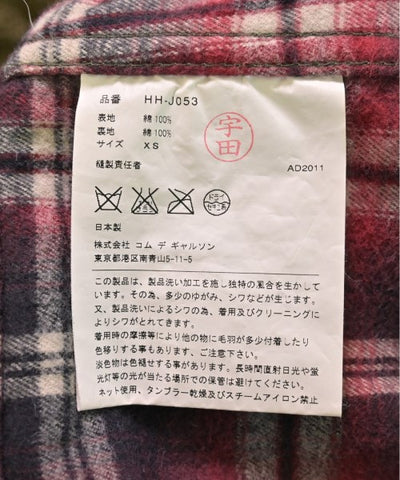 品番 HH-J053
表地 綿100%
裏地 綿100%
サイズ XS
宇田
縫製責任者
AD2011
日本製
株式会社 コム デ ギャルソン
東京都港区南青山5-11-5
この製品は、製品洗い加工を施し独特の風合を生かして
います。その為、多少のゆがみ、シワなどが生じます。
又、製品洗いによるシワの為、着用及びクリーニングに
よりシワがとれてきます。
着用時の摩擦等により他の物に毛羽が多少付着したり
色移りする事もあります、ご注意下さい。
淡色物は色褪せする事があります。長時間直射日光や蛍
光灯等の光が当たる場所での保管は避けてください。
ネット使用、タンブラー乾燥及びスチームアイロン禁止